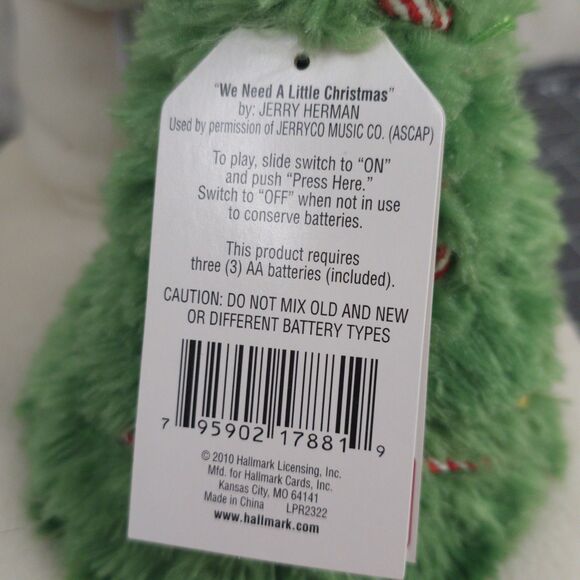 "We Need A Little Christmas"
by: JERRY HERMAN
Used by permission of JERRYCO MUSIC CO. (ASCAP)
To play, slide switch to "ON"
and push "Press Here."
Switch to "OFF" when not in use
to conserve batteries.
This product requires
three (3) AA batteries (included).
CAUTION: DO NOT MIX OLD AND NEW
OR DIFFERENT BATTERY TYPES
7 95902 17881 9
© 2010 Hallmark Licensing, Inc.
Mfd. for Hallmark Cards, Inc.
Kansas City, MO 64141
Made in China LPR2322
www.hallmark.com